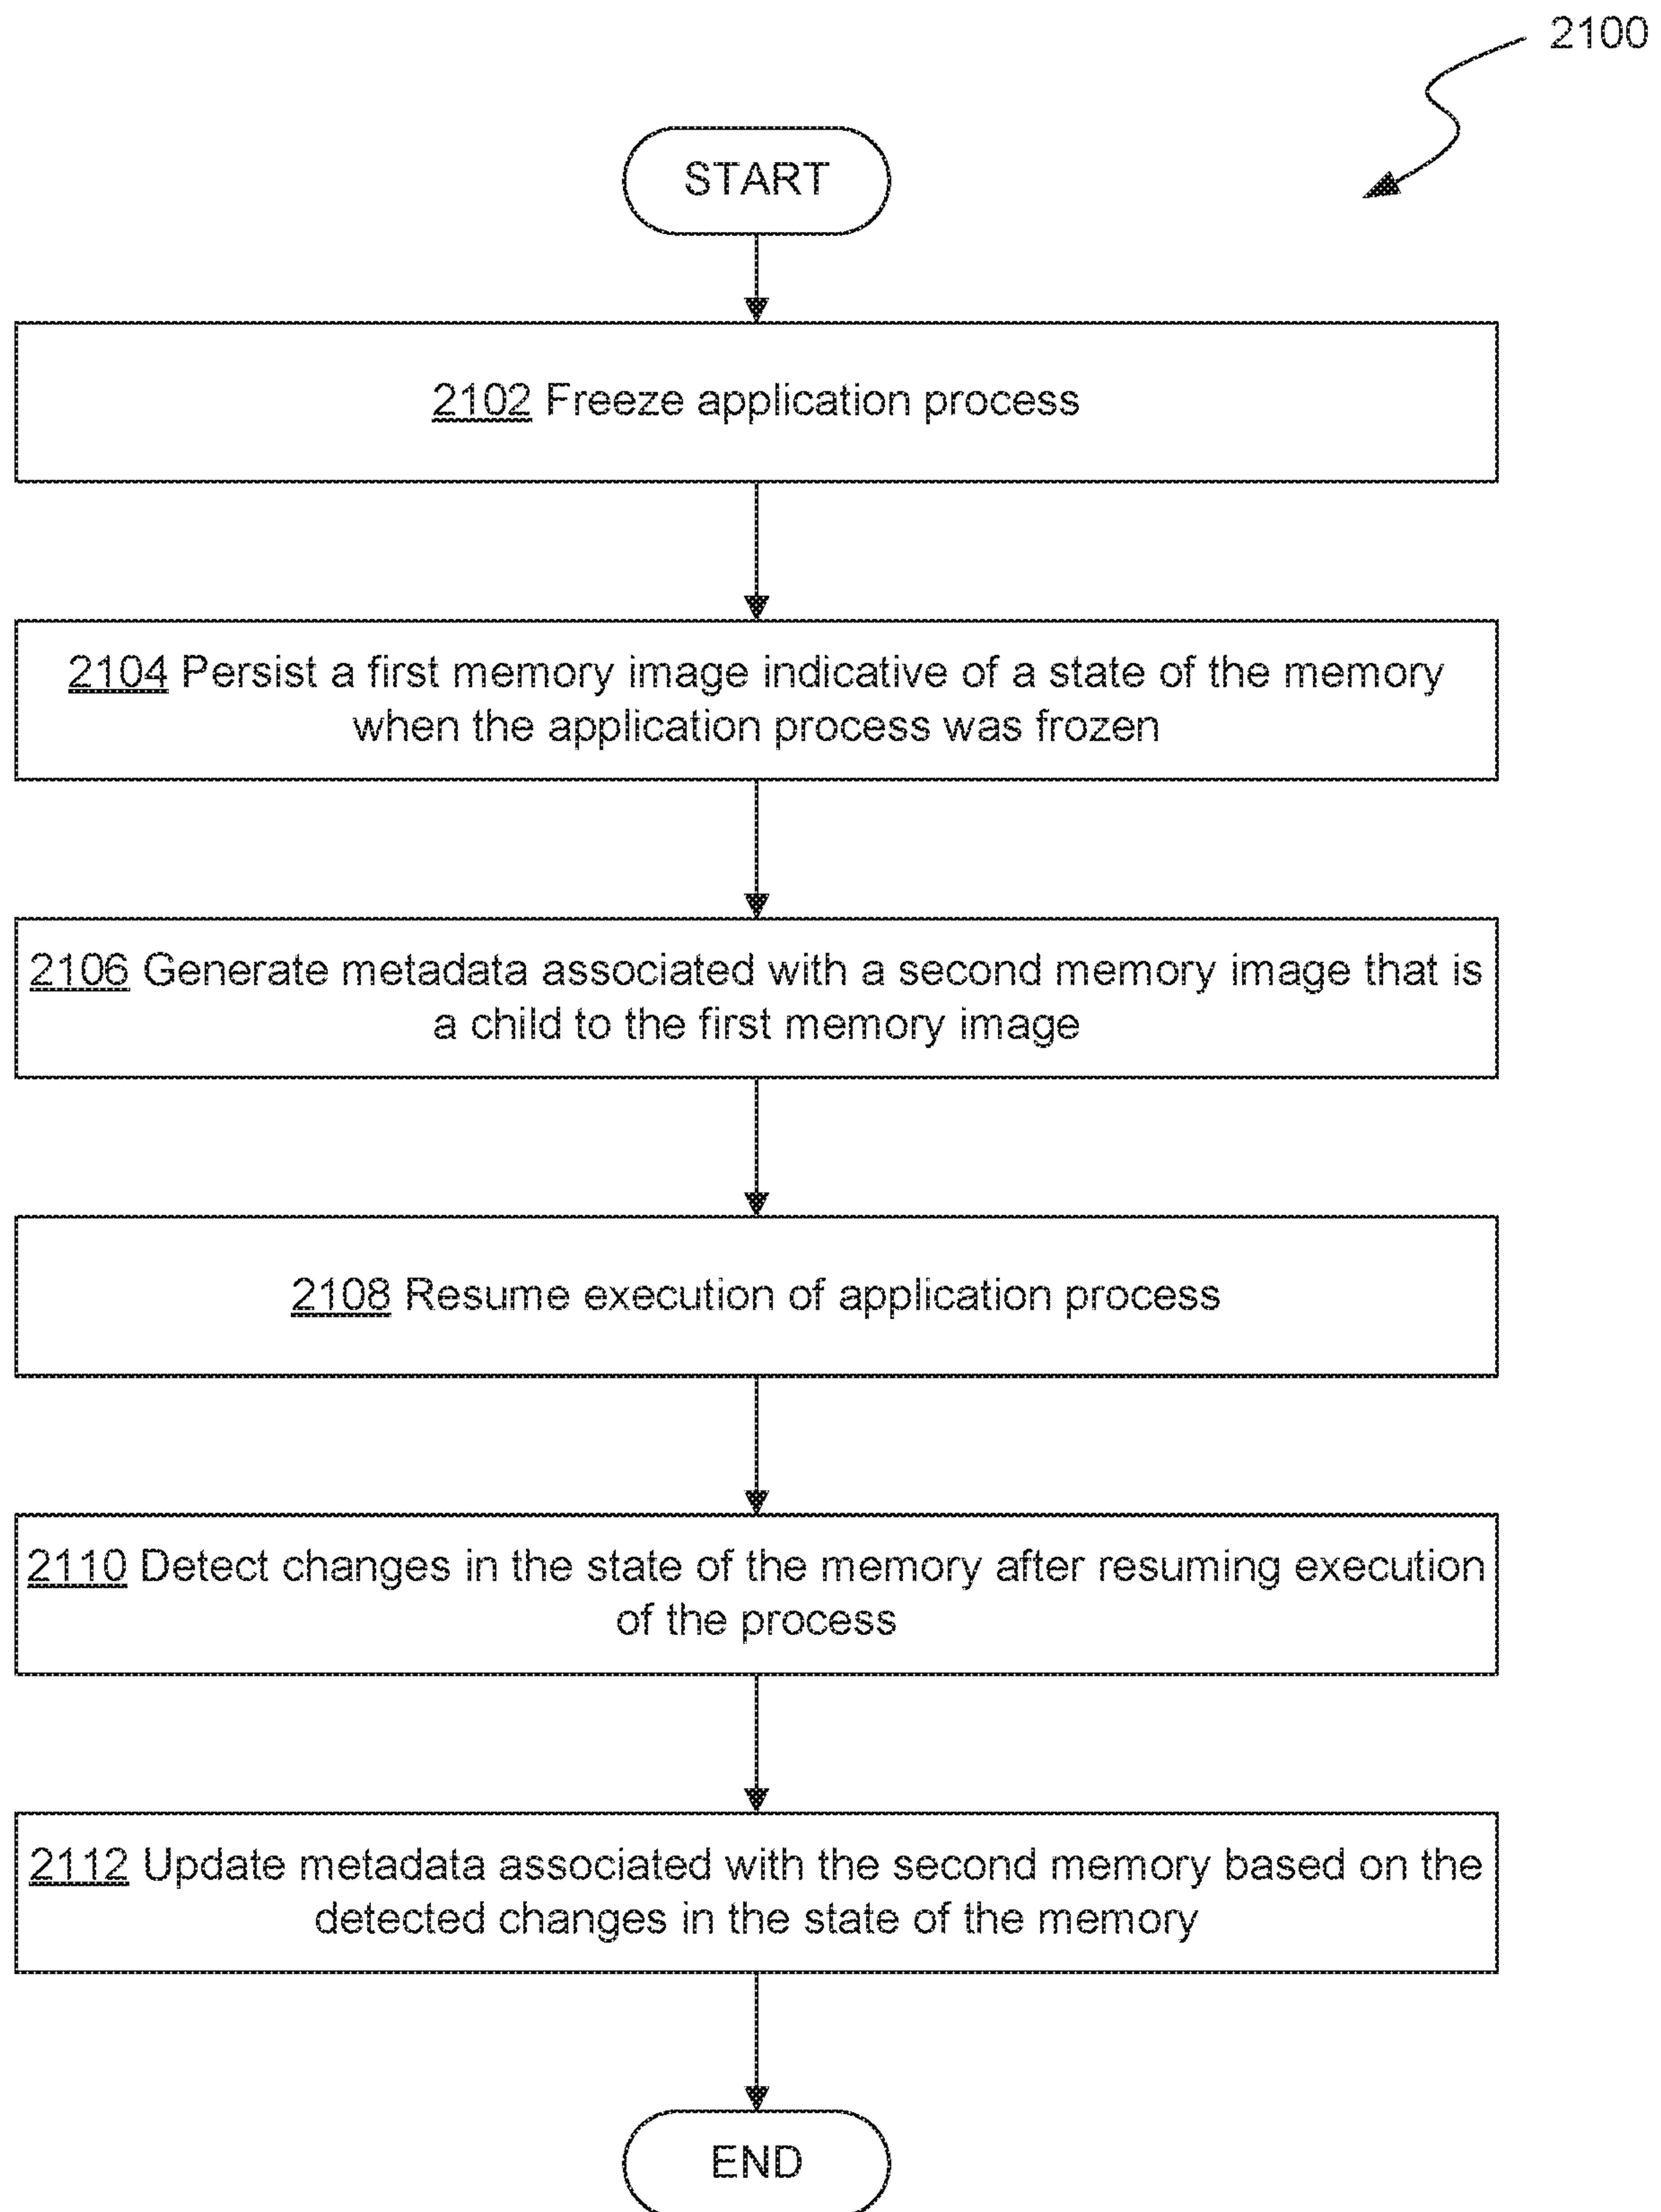 2100
START
2102 Freeze application process
2104 Persist a first memory image indicative of a state of the memory
when the application process was frozen
2106 Generate metadata associated with a second memory image that is
a child to the first memory image
2108 Resume execution of application process
2110 Detect changes in the state of the memory after resuming execution
of the process
2112 Update metadata associated with the second memory based on the
detected changes in the state of the memory
END